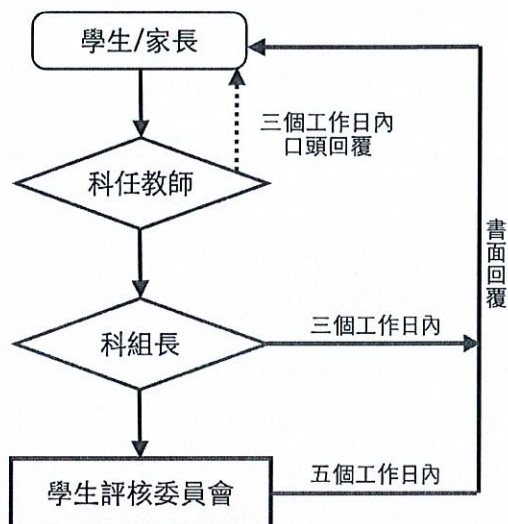 學生/家長
三個工作日內
口頭回覆
科任教師
書面回覆
科組長
三個工作日內
學生評核委員會
五個工作日內